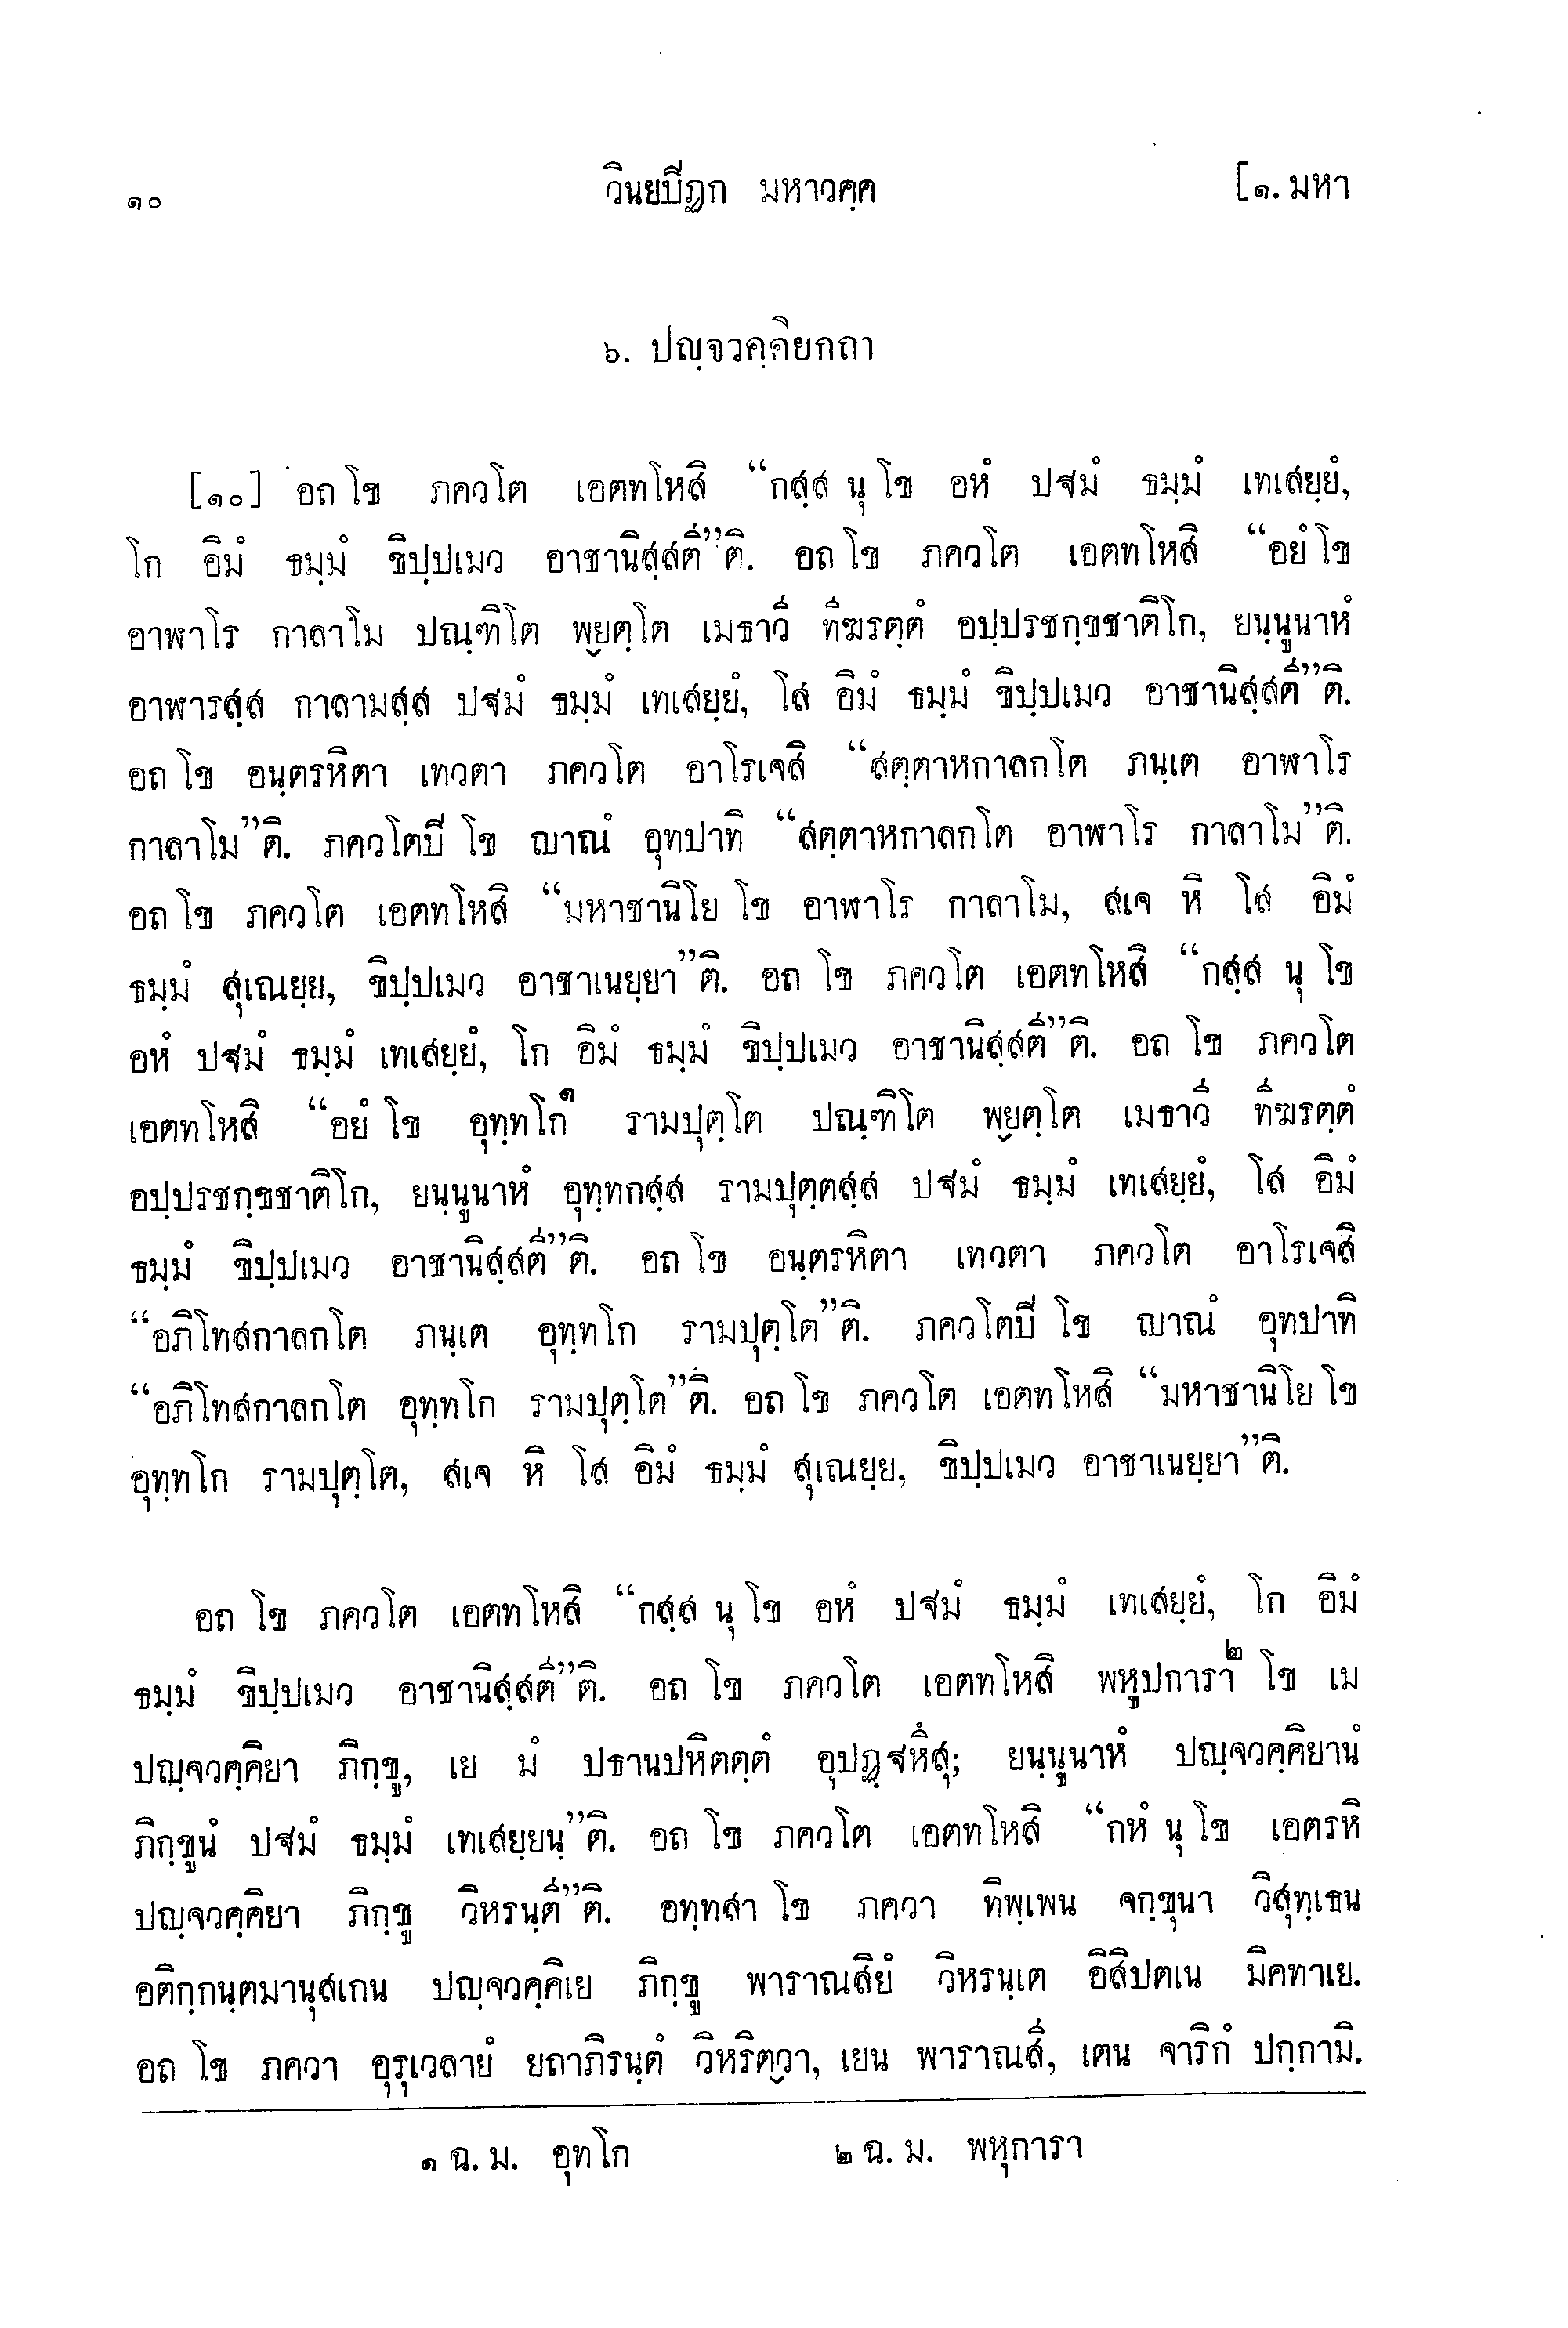 ๑๐ วินยปีฏก มหาวคฺค [๑. มหา
๖. ปญฺจวคฺคิยกถา
[๑๐] อถ โข ภควโต เอตทโหสิ “กสฺส นุ โข อหํ ปฐมํ ธมฺมํ เทเสยฺยํ,
โก อิมํ ธมฺมํ ขิปฺปเมว อาชานิสฺสตี”ติ. อถ โข ภควโต เอตทโหสิ “อยํ โข
อาฬาโร กาลาโม ปณฺฑิโต พฺยตฺโต เมธาวี ทีฆรตฺตํ อปฺปรชกฺขชาติโก, ยนฺนูนาหํ
อาฬารสฺส กาลามสฺส ปฐมํ ธมฺมํ เทเสยฺยํ, โส อิมํ ธมฺมํ ขิปฺปเมว อาชานิสฺสตี”ติ.
อถ โข อนฺตรหิตา เทวตา ภควโต อาโรเจสิ “สตฺตาหกาลกโต ภนฺเต อาฬาโร
กาลาโม”ติ. ภควโตปี โข ญาณํ อุทปาทิ “สตฺตาหกาลกโต อาฬาโร กาลาโม”ติ.
อถ โข ภควโต เอตทโหสิ “มหาชานิโย โข อาฬาโร กาลาโม, สเจ หิ โส อิมํ
ธมฺมํ สุเณยฺย, ขิปฺปเมว อาชาเนยฺยา”ติ. อถ โข ภควโต เอตทโหสิ “กสฺส นุ โข
อหํ ปฐมํ ธมฺมํ เทเสยฺยํ, โก อิมํ ธมฺมํ ขิปฺปเมว อาชานิสฺสตี”ติ. อถ โข ภควโต
เอตทโหสิ “อยํ โข อุทฺทโก๑ รามปุตฺโต ปณฺฑิโต พฺยตฺโต เมธาวี ทีฆรตฺตํ
อปฺปรชกฺขชาติโก, ยนฺนูนาหํ อุทฺทกสฺส รามปุตฺตสฺส ปฐมํ ธมฺมํ เทเสยฺยํ, โส อิมํ
ธมฺมํ ขิปฺปเมว อาชานิสฺสตี”ติ. อถ โข อนฺตรหิตา เทวตา ภควโต อาโรเจสิ
“อภิโทสกาลกโต ภนฺเต อุทฺทโก รามปุตฺโต”ติ. ภควโตปี โข ญาณํ อุทปาทิ
“อภิโทสกาลกโต อุทฺทโก รามปุตฺโต”ติ. อถ โข ภควโต เอตทโหสิ “มหาชานิโย โข
อุทฺทโก รามปุตฺโต, สเจ หิ โส อิมํ ธมฺมํ สุเณยฺย, ขิปฺปเมว อาชาเนยฺยา”ติ.
อถ โข ภควโต เอตทโหสิ “กสฺส นุ โข อหํ ปฐมํ ธมฺมํ เทเสยฺยํ, โก อิมํ
ธมฺมํ ขิปฺปเมว อาชานิสฺสตี”ติ. อถ โข ภควโต เอตทโหสิ พหูปการา๒ โข เม
ปญฺจวคฺคิยา ภิกฺขู, เย มํ ปธานปหิตตฺตํ อุปฏฺฐหึสุ; ยนฺนูนาหํ ปญฺจวคฺคิยานํ
ภิกฺขูนํ ปฐมํ ธมฺมํ เทเสยฺยนฺ”ติ. อถ โข ภควโต เอตทโหสิ “กหํ นุ โข เอตรหิ
ปญฺจวคฺคิยา ภิกฺขู วิหรนฺตี”ติ. อทฺทสา โข ภควา ทิพฺเพน จกฺขุนา วิสุทฺเธน
อติกฺกนฺตมานุสเกน ปญฺจวคฺคิเย ภิกฺขู พาราณสิยํ วิหรนฺเต อิสิปตเน มิคทาเย.
อถ โข ภควา อุรุเวลายํ ยถาภิรนฺตํ วิหริตฺวา, เยน พาราณสี, เตน จาริกํ ปกฺกามิ.
๑ ฉ. ม. อุทโก ๒ ฉ. ม. พหุการา